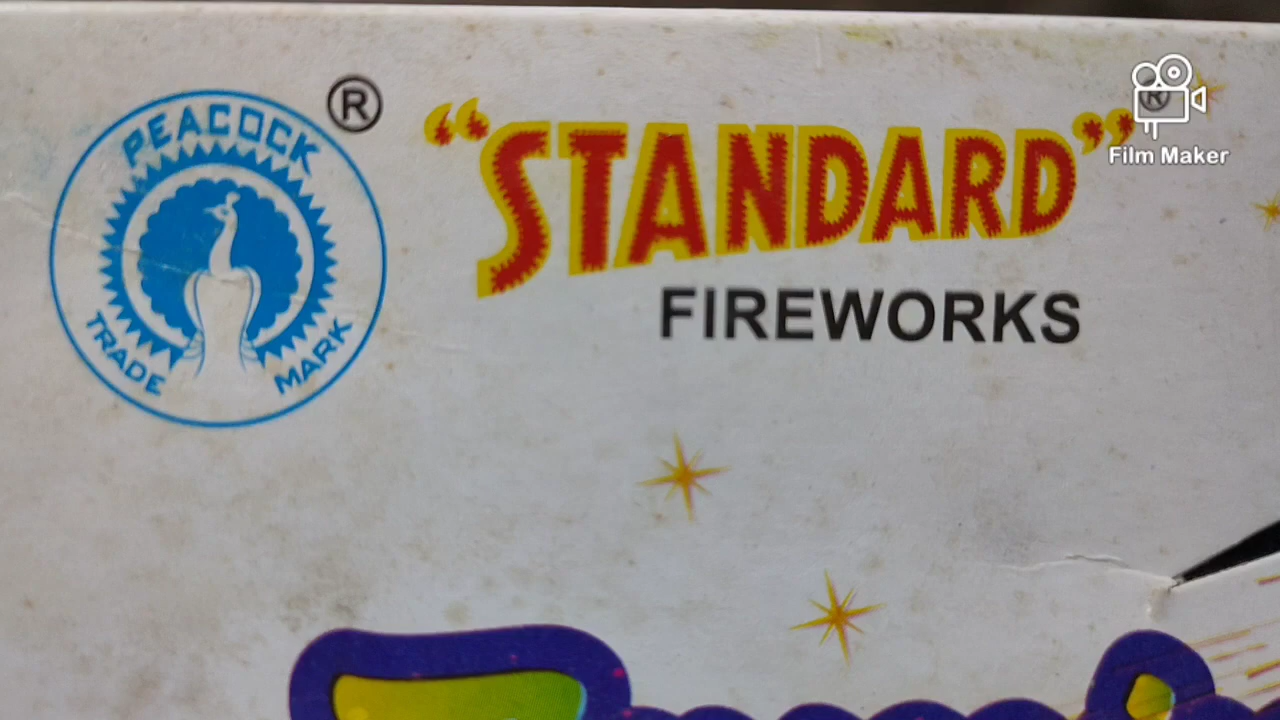 PEACOCK ®
TRADE MARK
“STANDARD” ®
FIREWORKS
Film Maker